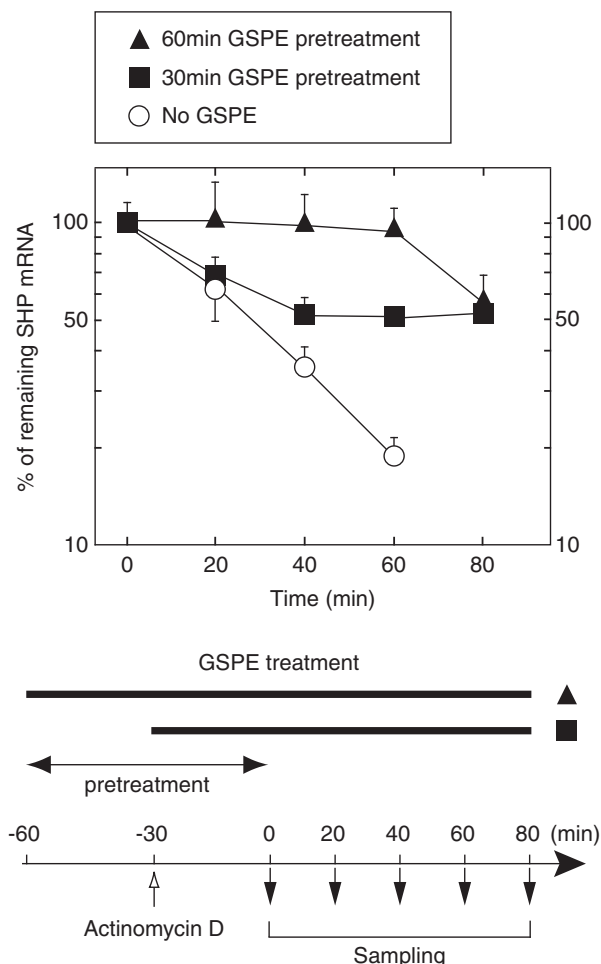 60min GSPE pretreatment
30min GSPE pretreatment
No GSPE
% of remaining SHP mRNA
100
50
10
100
50
10
0 20 40 60 80
Time (min)
GSPE treatment
pretreatment
-60 -30 0 20 40 60 80 (min)
Actinomycin D
Sampling